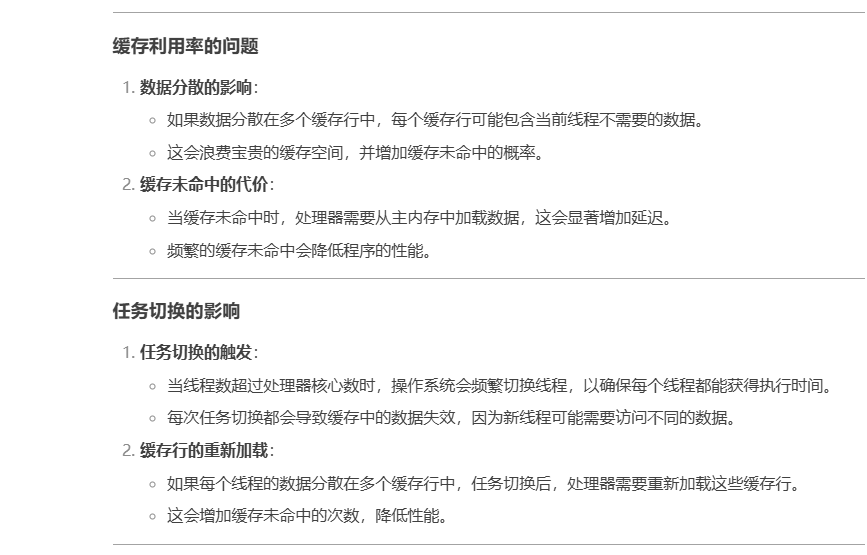 缓存利用率的问题
1. 数据分散的影响：
◦ 如果数据分散在多个缓存行中，每个缓存行可能包含当前线程不需要的数据。
◦ 这会浪费宝贵的缓存空间，并增加缓存未命中的概率。
2. 缓存未命中的代价：
◦ 当缓存未命中时，处理器需要从主内存中加载数据，这会显著增加延迟。
◦ 频繁的缓存未命中会降低程序的性能。
任务切换的影响
1. 任务切换的触发：
◦ 当线程数超过处理器核心数时，操作系统会频繁切换线程，以确保每个线程都能获得执行时间。
◦ 每次任务切换都会导致缓存中的数据失效，因为新线程可能需要访问不同的数据。
2. 缓存行的重新加载：
◦ 如果每个线程的数据分散在多个缓存行中，任务切换后，处理器需要重新加载这些缓存行。
◦ 这会增加缓存未命中的次数，降低性能。